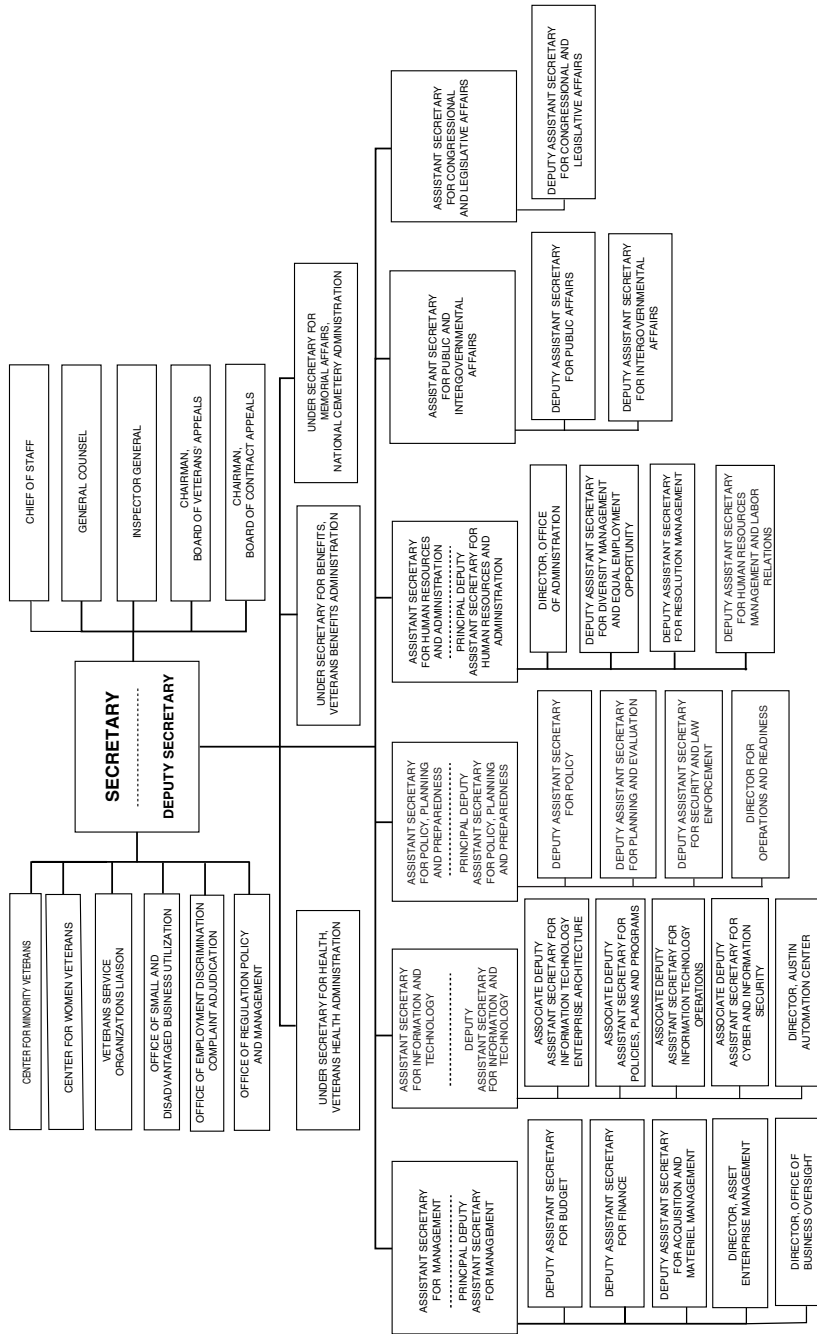 SECRETARY
DEPUTY SECRETARY
CENTER FOR MINORITY VETERANS
CENTER FOR WOMEN VETERANS
VETERANS SERVICE
ORGANIZATIONS LIAISON
OFFICE OF SMALL AND
DISADVANTAGED BUSINESS UTILIZATION
OFFICE OF EMPLOYMENT DISCRIMINATION
COMPLAINT ADJUDICATION
OFFICE OF REGULATION POLICY
AND MANAGEMENT
CHIEF OF STAFF
GENERAL COUNSEL
INSPECTOR GENERAL
CHAIRMAN,
BOARD OF VETERANS' APPEALS
CHAIRMAN,
BOARD OF CONTRACT APPEALS
UNDER SECRETARY FOR HEALTH,
VETERANS HEALTH ADMINISTRATION
UNDER SECRETARY FOR BENEFITS,
VETERANS BENEFITS ADMINISTRATION
UNDER SECRETARY FOR
MEMORIAL AFFAIRS,
NATIONAL CEMETERY ADMINISTRATION
ASSISTANT SECRETARY
FOR MANAGEMENT
PRINCIPAL DEPUTY
ASSISTANT SECRETARY
FOR MANAGEMENT
DEPUTY ASSISTANT SECRETARY
FOR BUDGET
DEPUTY ASSISTANT SECRETARY
FOR FINANCE
DEPUTY ASSISTANT SECRETARY
FOR ACQUISITION AND
MATERIEL MANAGEMENT
DIRECTOR, ASSET
ENTERPRISE MANAGEMENT
DIRECTOR, OFFICE OF
BUSINESS OVERSIGHT
ASSISTANT SECRETARY
FOR INFORMATION AND
TECHNOLOGY
DEPUTY
ASSISTANT SECRETARY
FOR INFORMATION AND
TECHNOLOGY
ASSOCIATE DEPUTY
ASSISTANT SECRETARY FOR
INFORMATION TECHNOLOGY
ENTERPRISE ARCHITECTURE
ASSOCIATE DEPUTY
ASSISTANT SECRETARY FOR
POLICIES, PLANS AND PROGRAMS
ASSOCIATE DEPUTY
ASSISTANT SECRETARY FOR
INFORMATION TECHNOLOGY
OPERATIONS
ASSOCIATE DEPUTY
ASSISTANT SECRETARY FOR
CYBER AND INFORMATION
SECURITY
DIRECTOR, AUSTIN
AUTOMATION CENTER
ASSISTANT SECRETARY
FOR POLICY, PLANNING
AND PREPAREDNESS
PRINCIPAL DEPUTY
ASSISTANT SECRETARY
FOR POLICY, PLANNING
AND PREPAREDNESS
DEPUTY ASSISTANT SECRETARY
FOR POLICY
DEPUTY ASSISTANT SECRETARY
FOR PLANNING AND EVALUATION
DEPUTY ASSISTANT SECRETARY
FOR SECURITY AND LAW
ENFORCEMENT
DIRECTOR FOR
OPERATIONS AND READINESS
ASSISTANT SECRETARY
FOR HUMAN RESOURCES
AND ADMINISTRATION
PRINCIPAL DEPUTY
ASSISTANT SECRETARY FOR
HUMAN RESOURCES AND
ADMINISTRATION
DIRECTOR, OFFICE
OF ADMINISTRATION
DEPUTY ASSISTANT SECRETARY
FOR DIVERSITY MANAGEMENT
AND EQUAL EMPLOYMENT
OPPORTUNITY
DEPUTY ASSISTANT SECRETARY
FOR RESOLUTION MANAGEMENT
DEPUTY ASSISTANT SECRETARY
FOR HUMAN RESOURCES
MANAGEMENT AND LABOR
RELATIONS
ASSISTANT SECRETARY
FOR PUBLIC AND
INTERGOVERNMENTAL
AFFAIRS
DEPUTY ASSISTANT SECRETARY
FOR PUBLIC AFFAIRS
DEPUTY ASSISTANT SECRETARY
FOR INTERGOVERNMENTAL
AFFAIRS
ASSISTANT SECRETARY
FOR CONGRESSIONAL
AND LEGISLATIVE AFFAIRS
DEPUTY ASSISTANT SECRETARY
FOR CONGRESSIONAL AND
LEGISLATIVE AFFAIRS